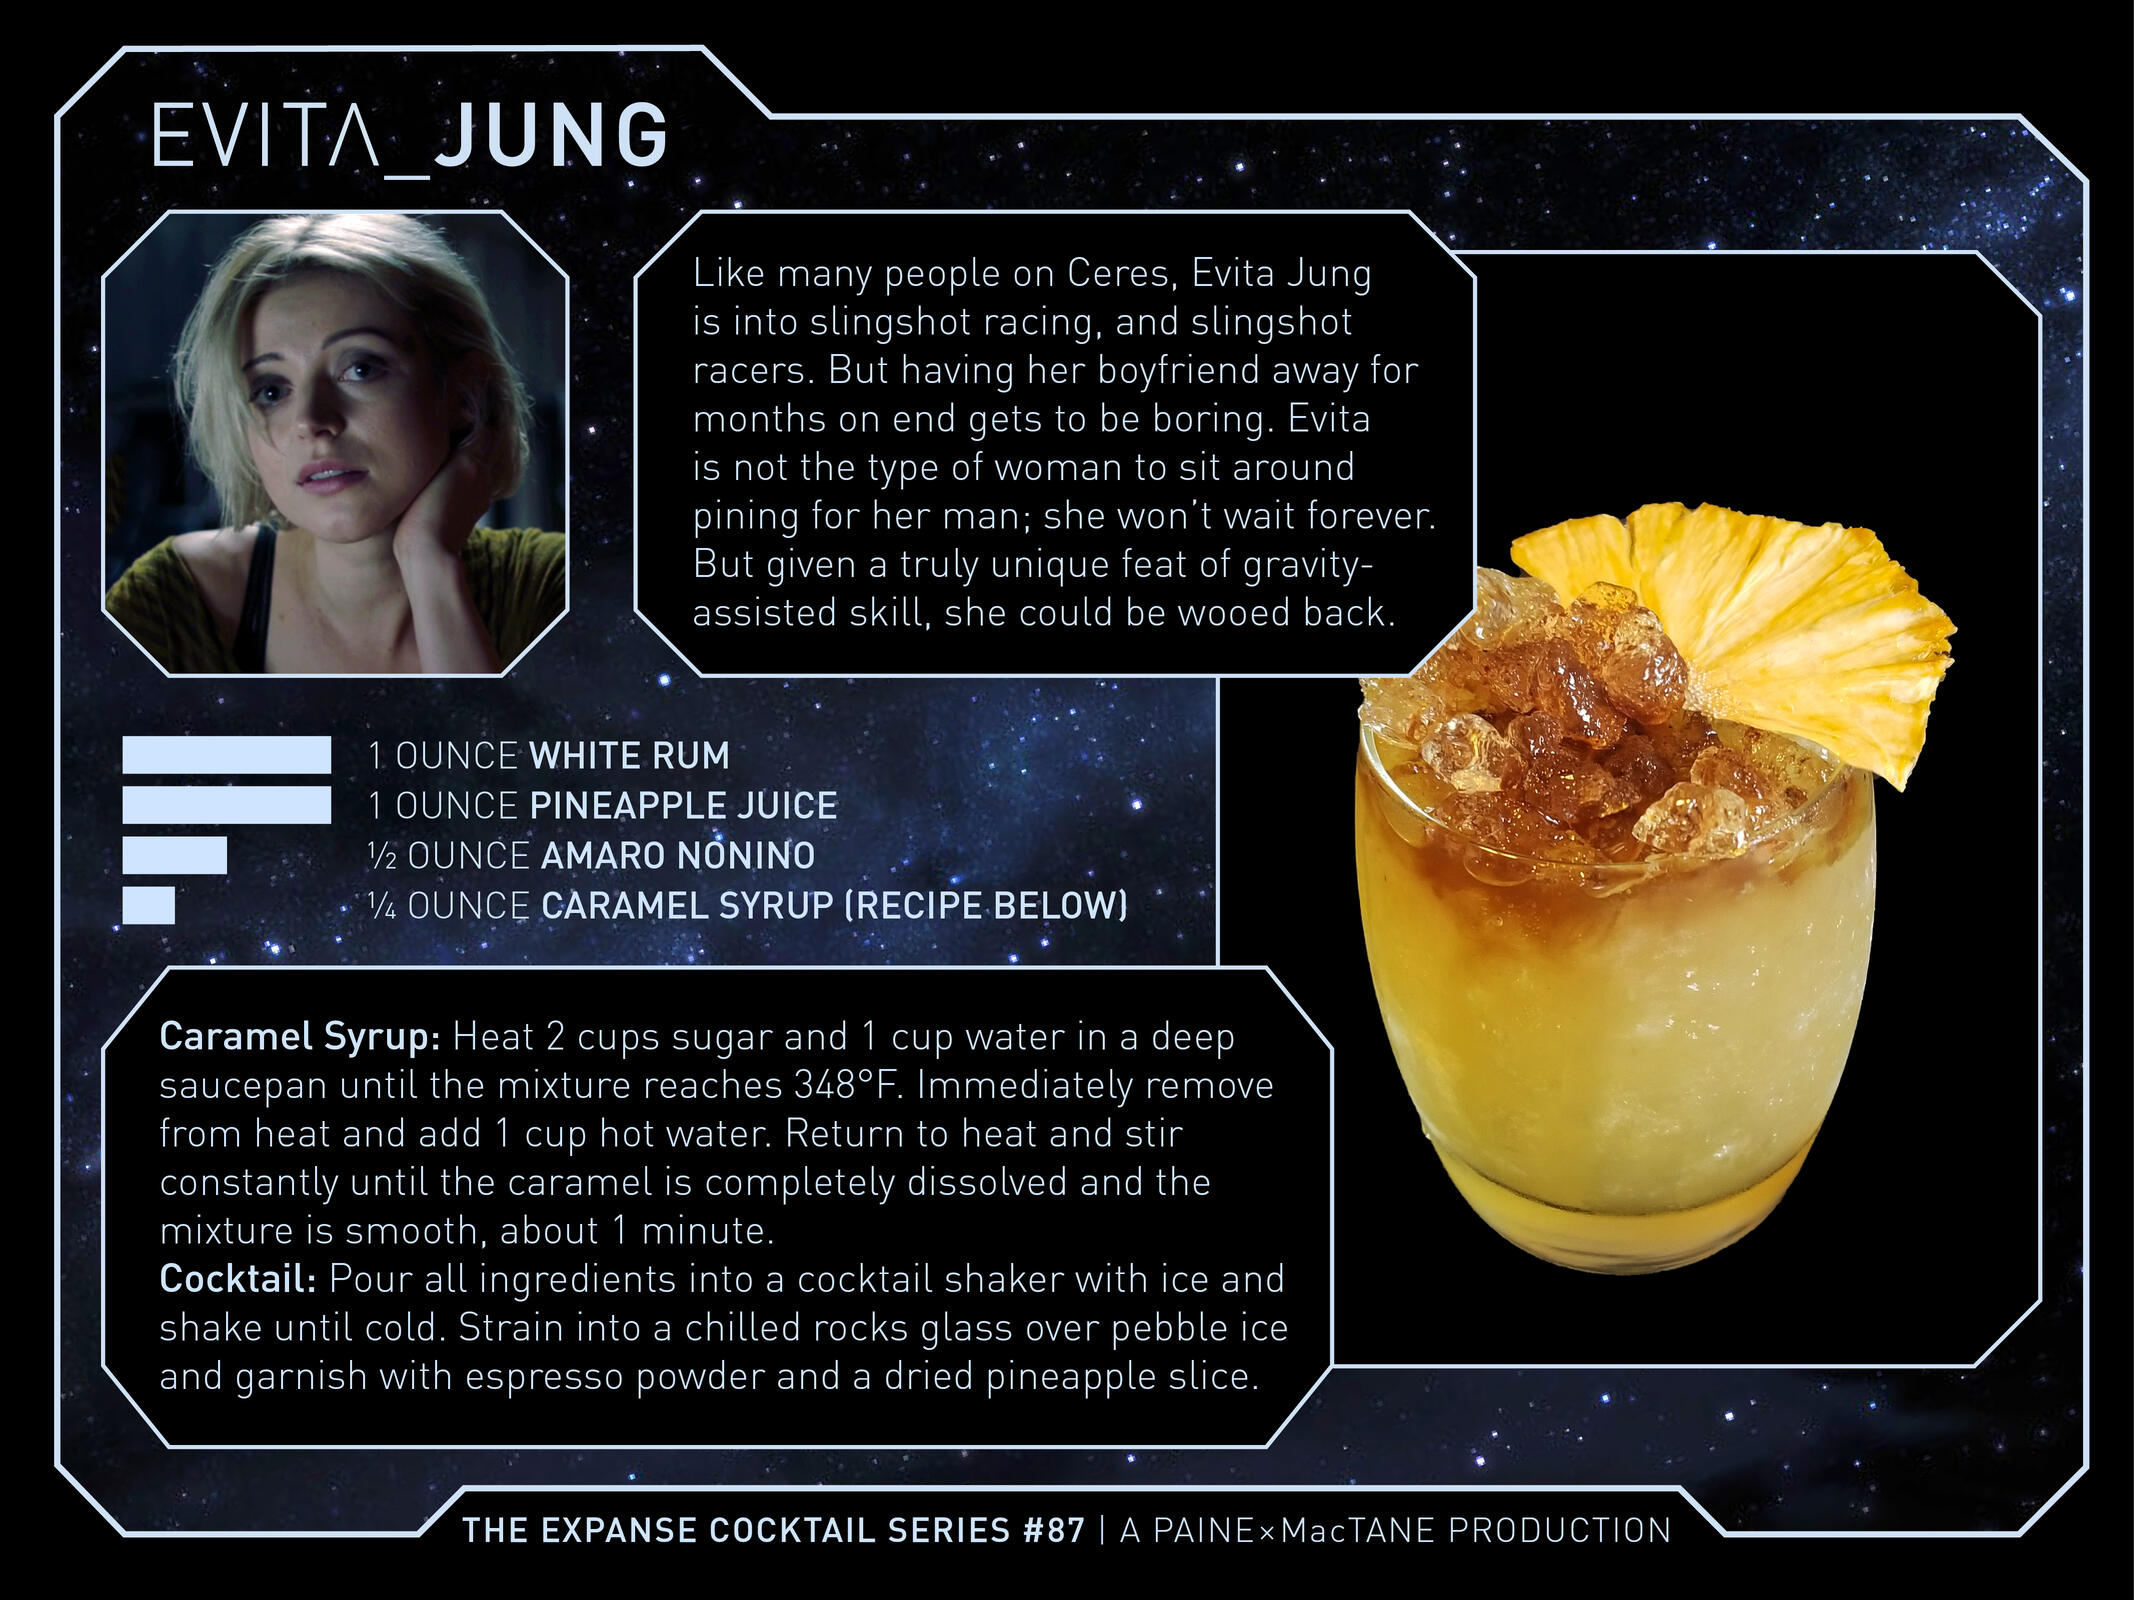 EVITA_JUNG
Like many people on Ceres, Evita Jung
is into slingshot racing, and slingshot
racers. But having her boyfriend away for
months on end gets to be boring. Evita
is not the type of woman to sit around
pining for her man; she won’t wait forever.
But given a truly unique feat of gravity-
assisted skill, she could be wooed back.
1 OUNCE WHITE RUM
1 OUNCE PINEAPPLE JUICE
½ OUNCE AMARO NONINO
¼ OUNCE CARAMEL SYRUP (RECIPE BELOW)
Caramel Syrup: Heat 2 cups sugar and 1 cup water in a deep
saucepan until the mixture reaches 348°F. Immediately remove
from heat and add 1 cup hot water. Return to heat and stir
constantly until the caramel is completely dissolved and the
mixture is smooth, about 1 minute.
Cocktail: Pour all ingredients into a cocktail shaker with ice and
shake until cold. Strain into a chilled rocks glass over pebble ice
and garnish with espresso powder and a dried pineapple slice.
THE EXPANSE COCKTAIL SERIES #87 | A PAINE×MacTANE PRODUCTION